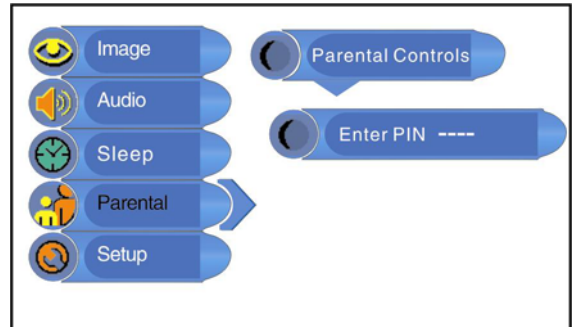 Image
Audio
Sleep
Parental
Setup
Parental Controls
Enter PIN ----